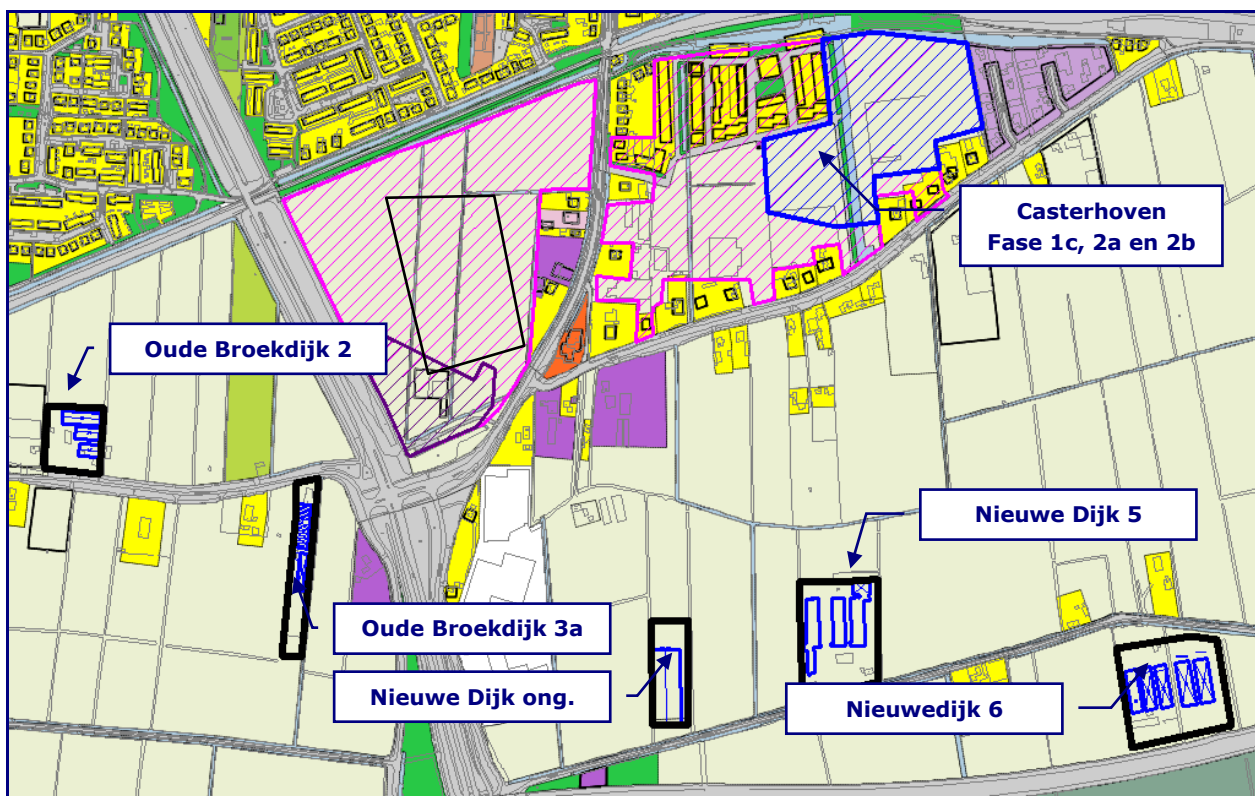 Casterhoven
Fase 1c, 2a en 2b
Oude Broekdijk 2
Nieuwe Dijk 5
Oude Broekdijk 3a
Nieuwe Dijk ong.
Nieuwedijk 6